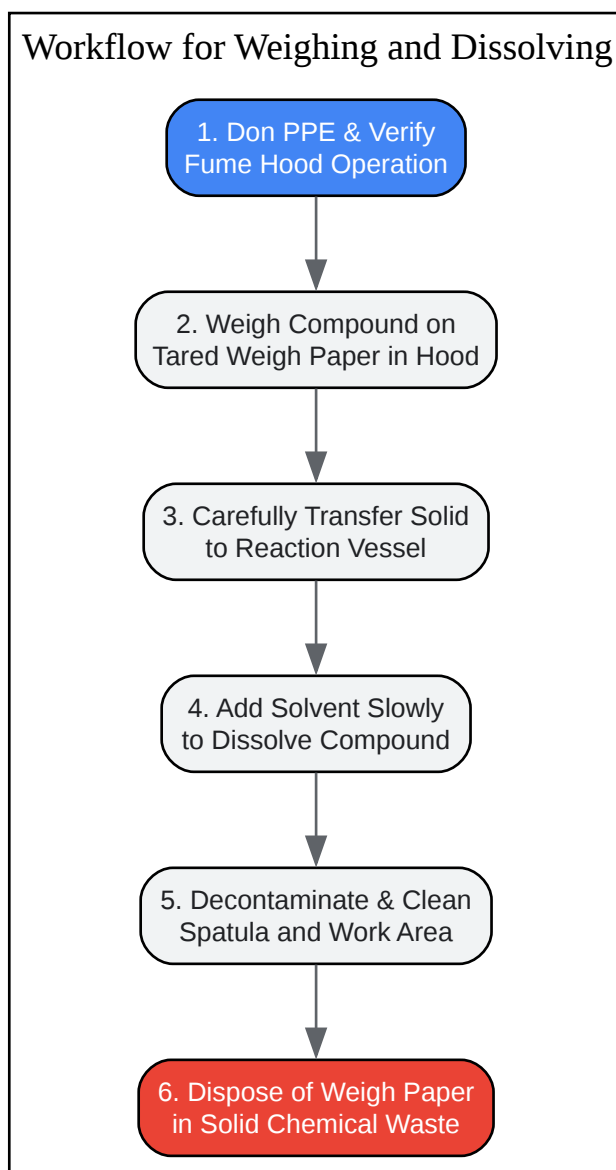 Workflow for Weighing and Dissolving
1. Don PPE & Verify
Fume Hood Operation
2. Weigh Compound on
Tared Weigh Paper in Hood
3. Carefully Transfer Solid
to Reaction Vessel
4. Add Solvent Slowly
to Dissolve Compound
5. Decontaminate & Clean
Spatula and Work Area
6. Dispose of Weigh Paper
in Solid Chemical Waste